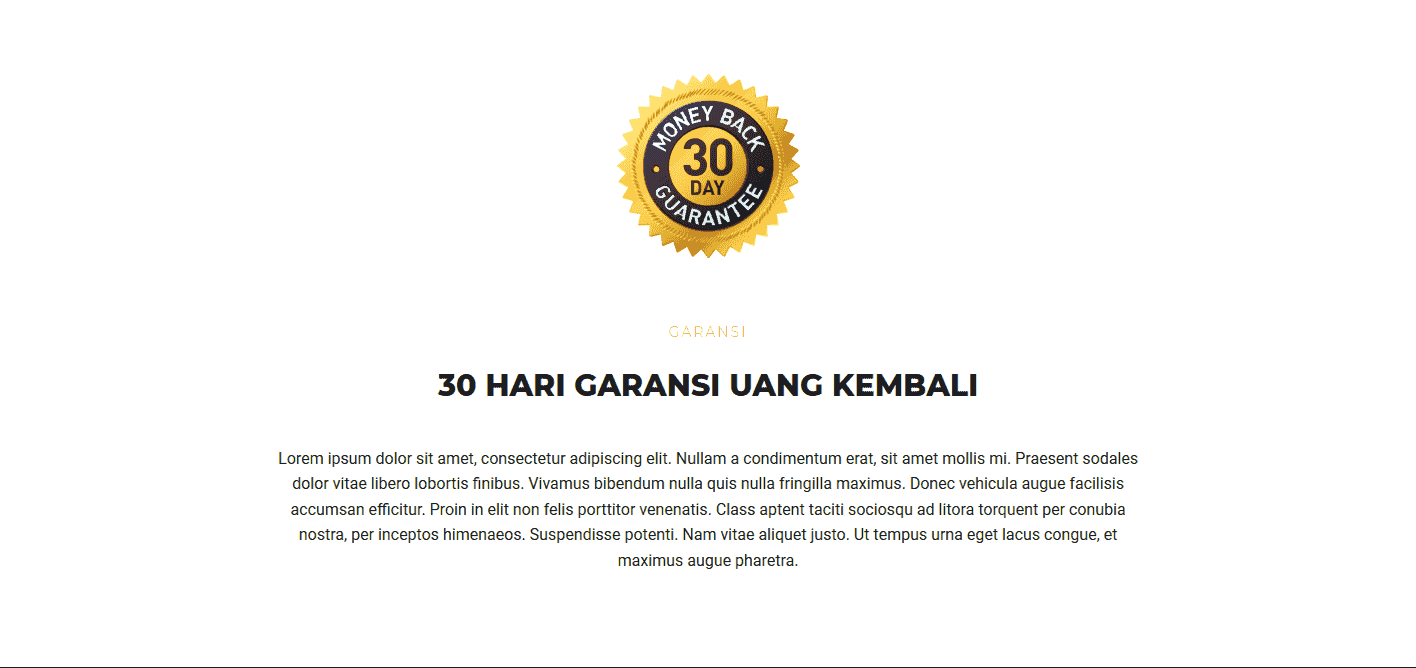 MONEY BACK
30
DAY
GUARANTEE
GARANSI
30 HARI GARANSI UANG KEMBALI
Lorem ipsum dolor sit amet, consectetur adipiscing elit. Nullam a condimentum erat, sit amet mollis mi. Praesent sodales
dolor vitae libero lobortis finibus. Vivamus bibendum nulla quis nulla fringilla maximus. Donec vehicula augue facilisis
accumsan efficitur. Proin in elit non felis porttitor venenatis. Class aptent taciti sociosqu ad litora torquent per conubia
nostra, per inceptos himenaeos. Suspendisse potenti. Nam vitae aliquet justo. Ut tempus urna eget lacus congue, et
maximus augue pharetra.